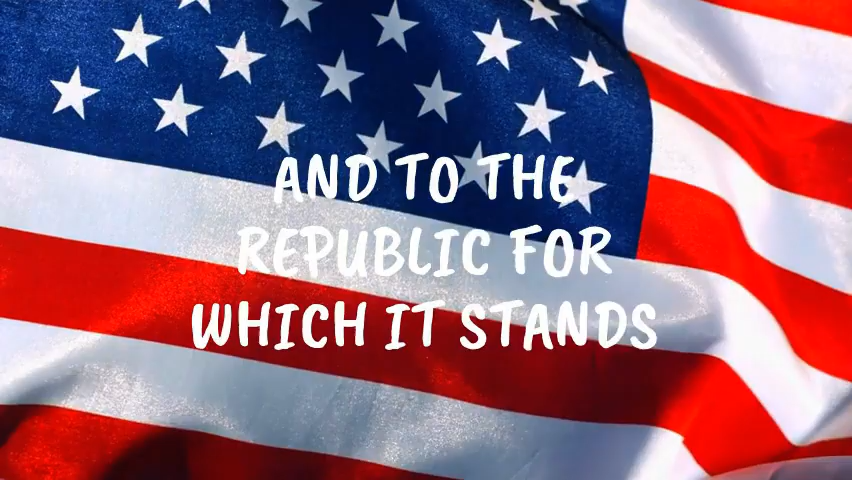 AND TO THE
REPUBLIC FOR
WHICH IT STANDS